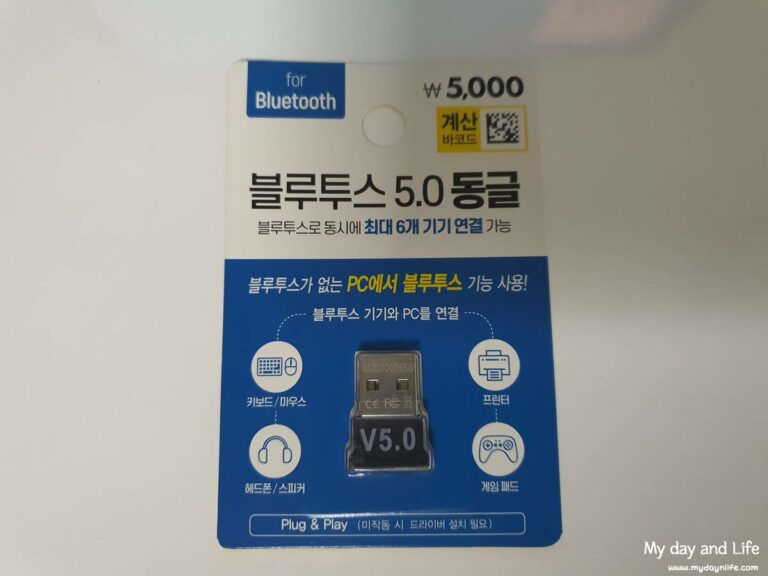 for
Bluetooth
₩ 5,000
계산
바코드
블루투스 5.0 동글
블루투스로 동시에 최대 6개 기기 연결 가능
블루투스가 없는 PC에서 블루투스 기능 사용!
블루투스 기기와 PC를 연결
키보드 / 마우스
프린터
BLUETOOTH5.0
CE FC
V5.0
헤드폰 / 스피커
게임 패드
Plug & Play (미작동 시 드라이버 설치 필요)
My day and Life
www.mydaynlife.com